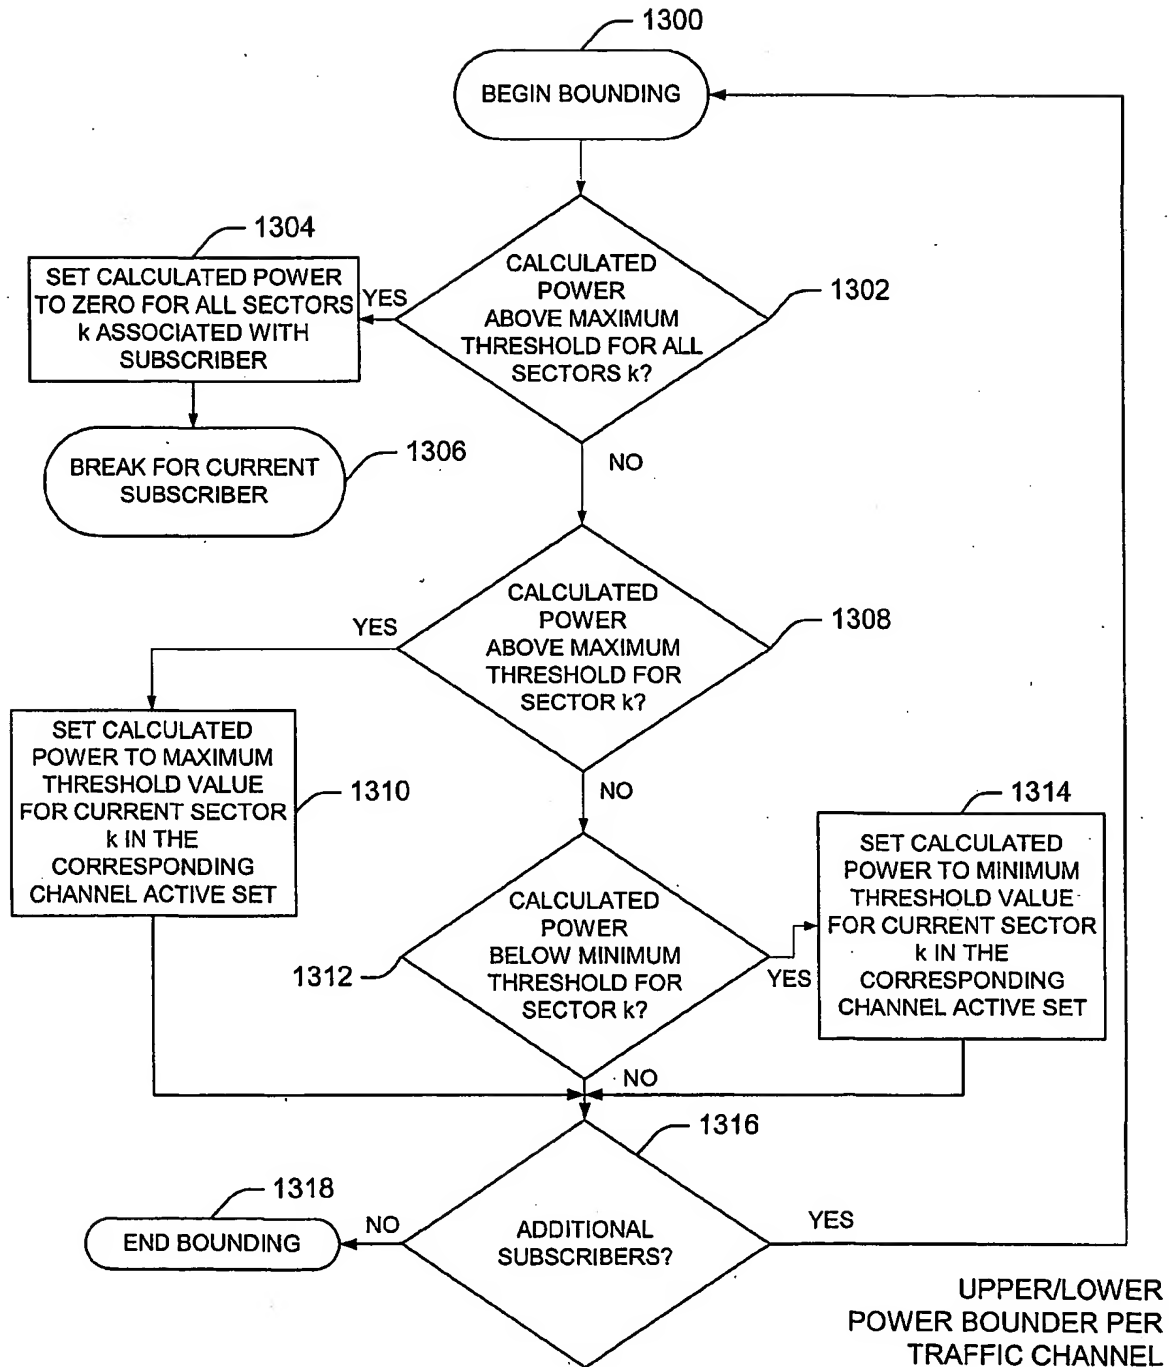 1300
BEGIN BOUNDING
1304
SET CALCULATED POWER
TO ZERO FOR ALL SECTORS
k ASSOCIATED WITH
SUBSCRIBER
YES
CALCULATED
POWER
ABOVE MAXIMUM
THRESHOLD FOR ALL
SECTORS k?
1302
1306
BREAK FOR CURRENT
SUBSCRIBER
NO
YES
CALCULATED
POWER
ABOVE MAXIMUM
THRESHOLD FOR
SECTOR k?
1308
SET CALCULATED
POWER TO MAXIMUM
THRESHOLD VALUE
FOR CURRENT SECTOR
k IN THE
CORRESPONDING
CHANNEL ACTIVE SET
1310
NO
1314
SET CALCULATED
POWER TO MINIMUM
THRESHOLD VALUE
FOR CURRENT SECTOR
k IN THE
CORRESPONDING
CHANNEL ACTIVE SET
1312
CALCULATED
POWER
BELOW MINIMUM
THRESHOLD FOR
SECTOR k?
YES
NO
1316
1318
END BOUNDING
NO
ADDITIONAL
SUBSCRIBERS?
YES
UPPER/LOWER
POWER BOUNDER PER
TRAFFIC CHANNEL